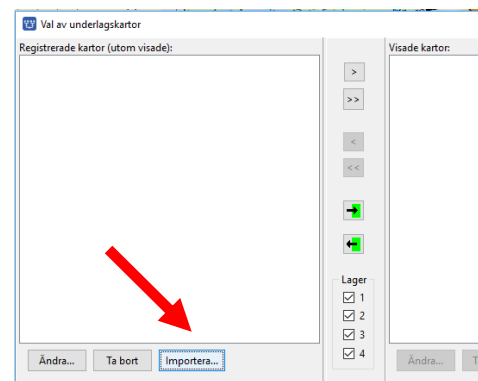 Val av underlagskartor
Registrerade kartor (utom visade):
Visade kartor:
>
>>
<
<<
Lager
1
2
3
4
Ändra...
Ta bort
Importera...
Ändra...